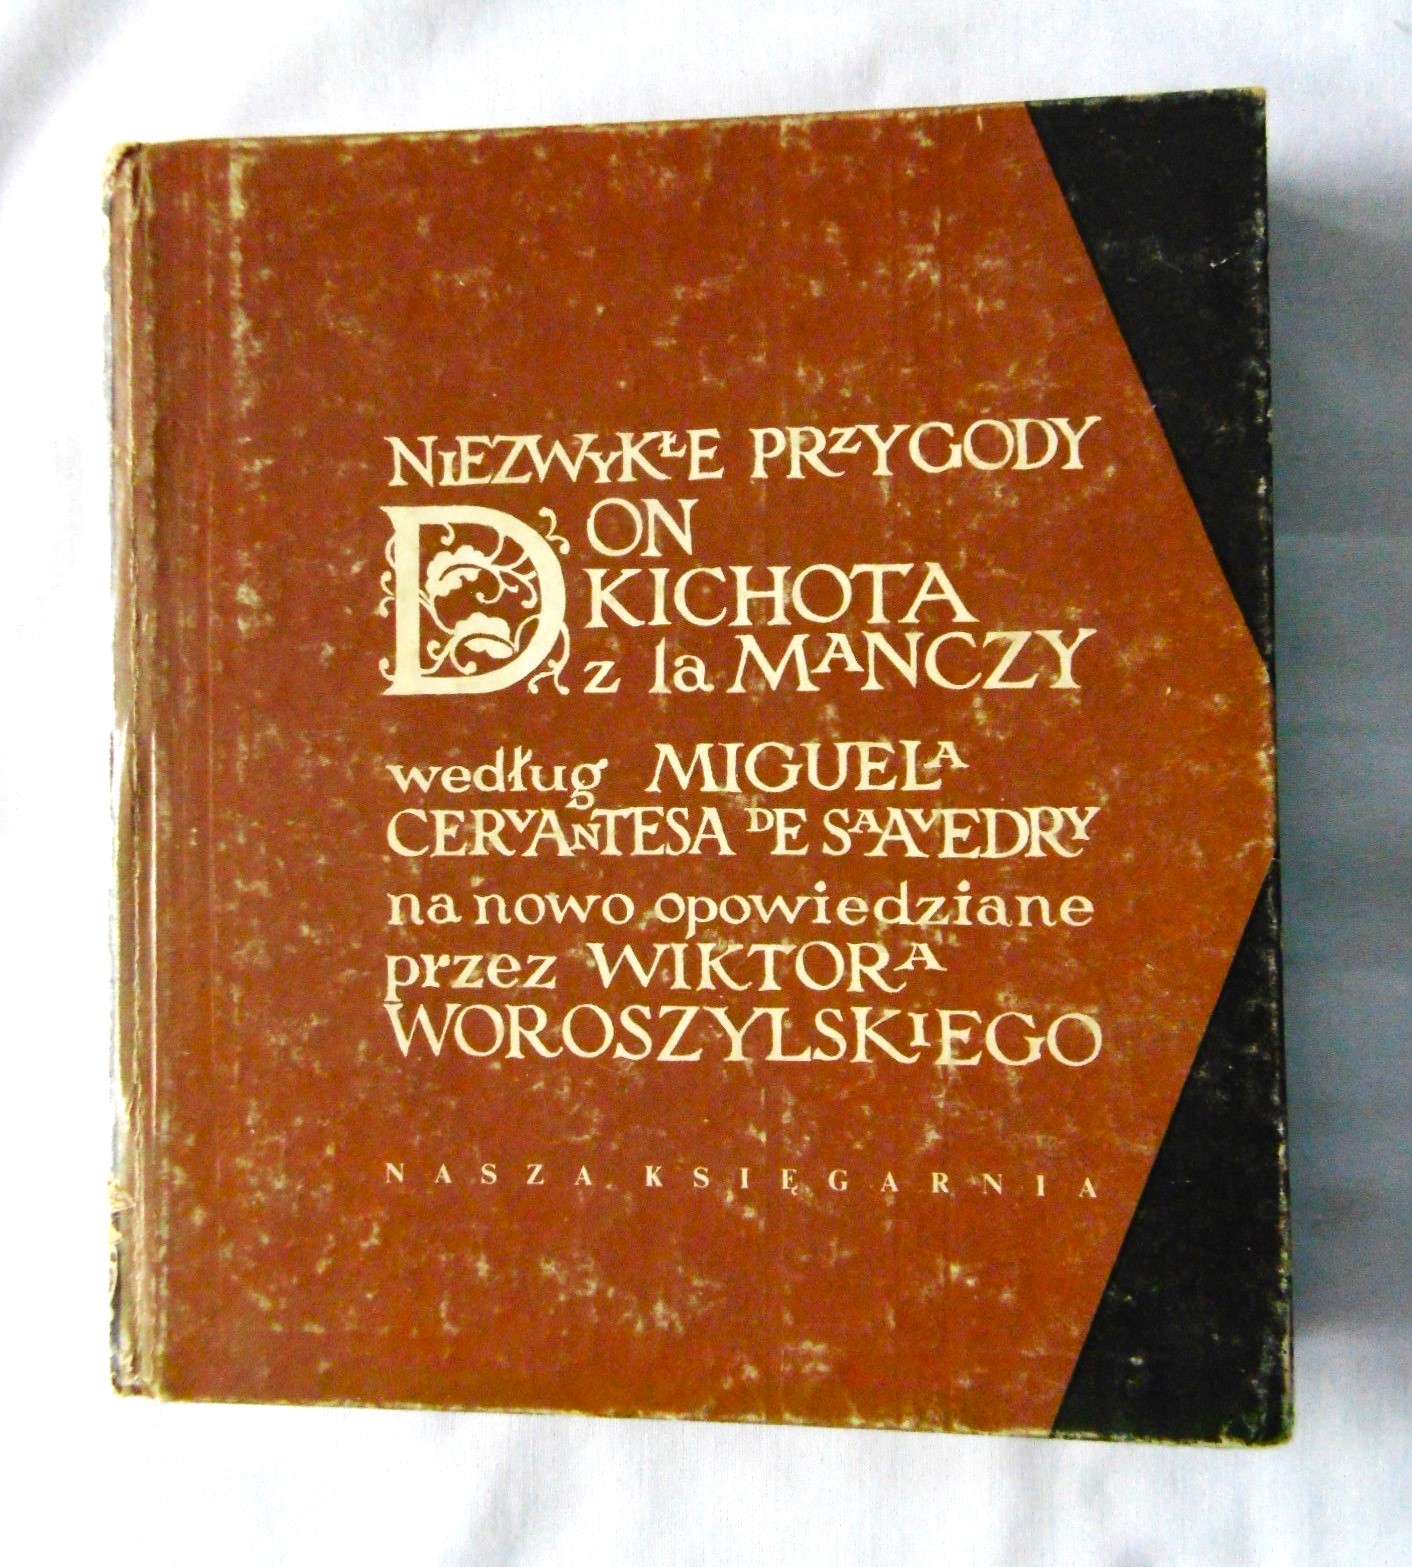 NIEZWYKŁE PRZYGODY
DON
KICHOTA
z la MANCZY
według MIGUELA
CERVANTESA DE SAAVEDRY
na nowo opowiedziane
przez WIKTORA
WOROSZYLSKIEGO
NASZA KSIĘGARNIA